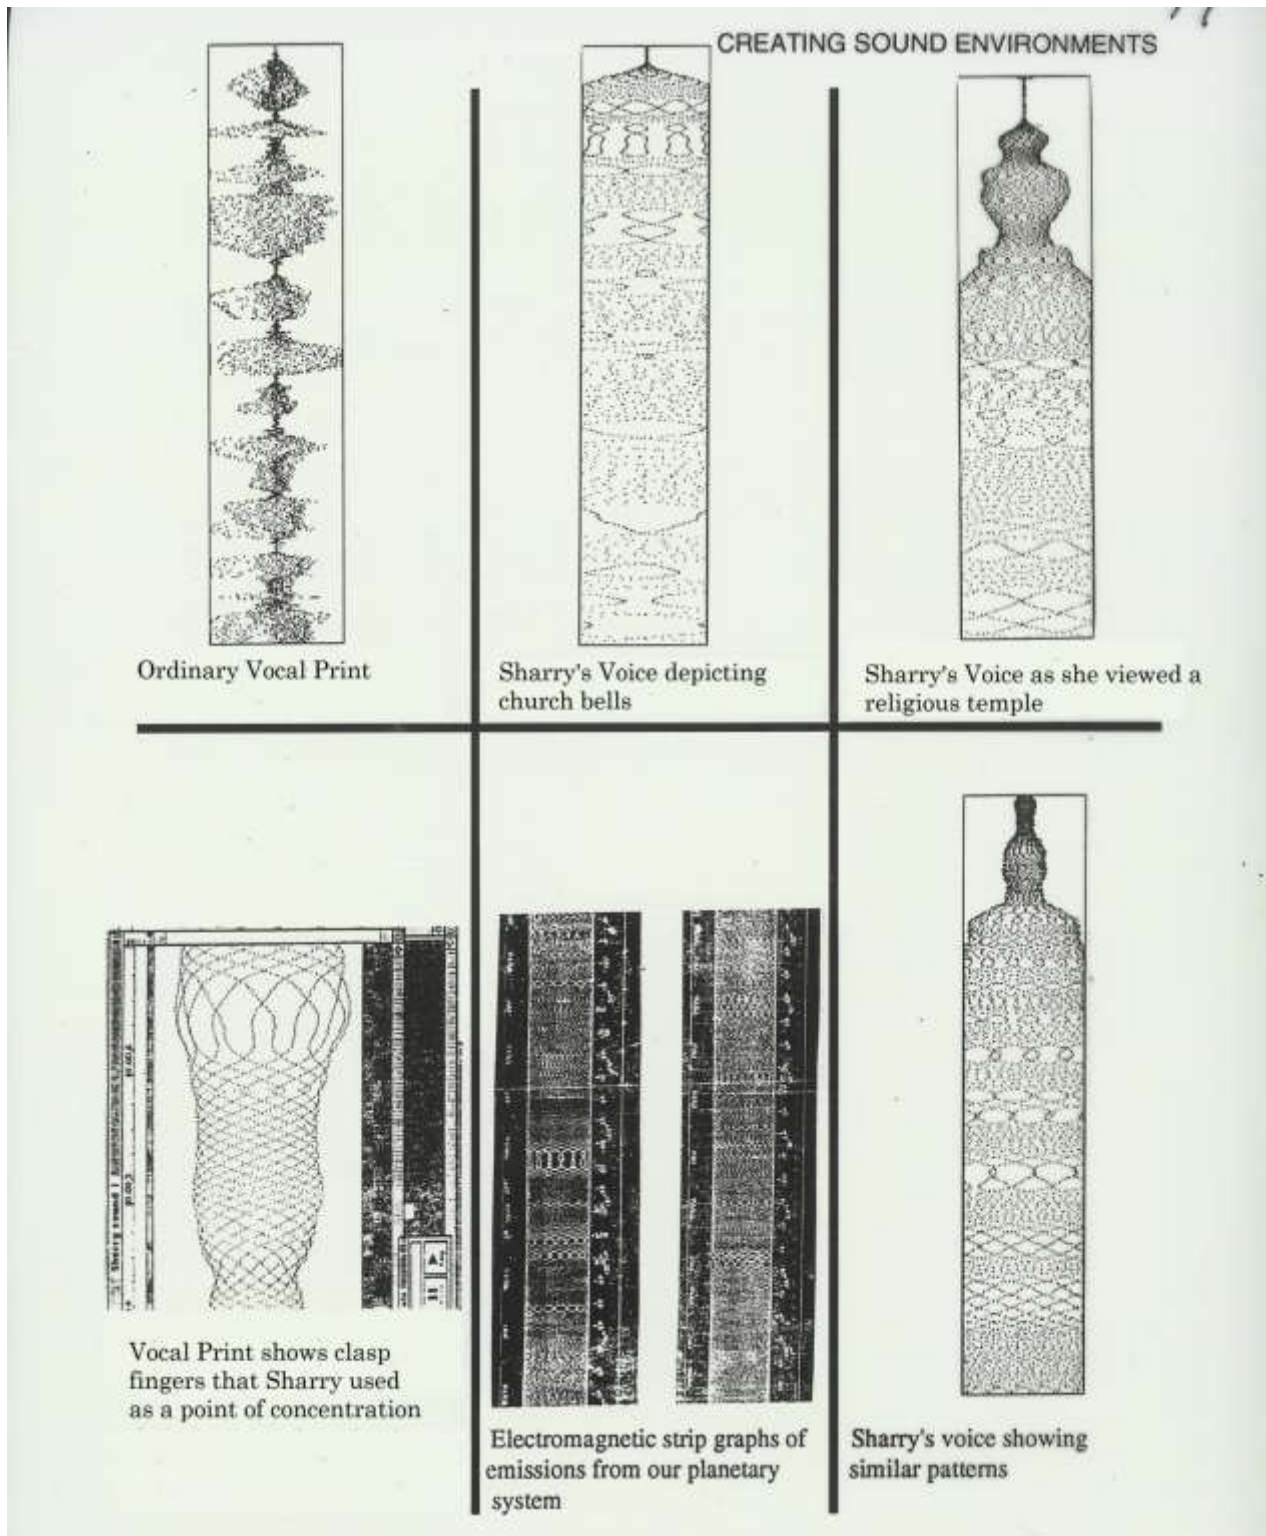 CREATING SOUND ENVIRONMENTS
Ordinary Vocal Print
Sharry's Voice depicting
church bells
Sharry's Voice as she viewed a
religious temple
Vocal Print shows clasp
fingers that Sharry used
as a point of concentration
Electromagnetic strip graphs of
emissions from our planetary
system
Sharry's voice showing
similar patterns